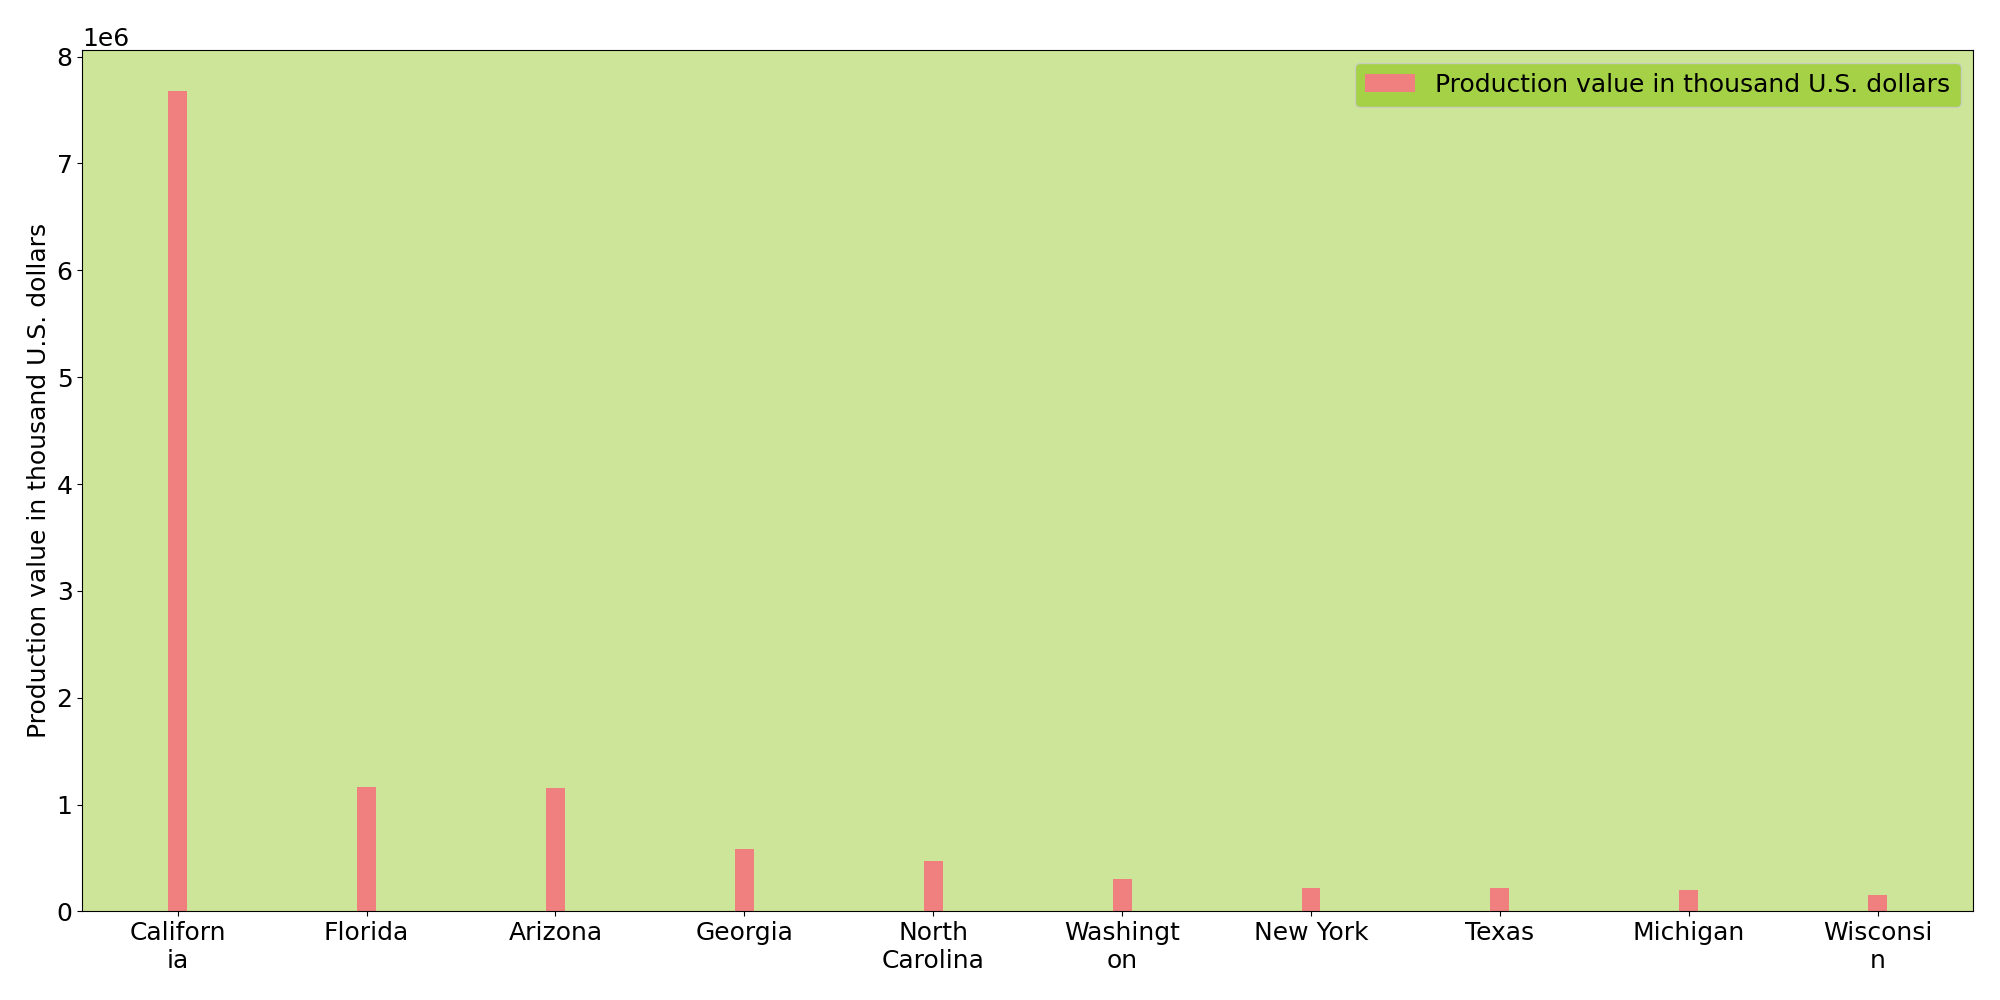 1e6
8
7
6
5
4
3
2
1
0
Production value in thousand U.S. dollars
Production value in thousand U.S. dollars
Californ
ia
Florida
Arizona
Georgia
North
Carolina
Washingt
on
New York
Texas
Michigan
Wisconsi
n